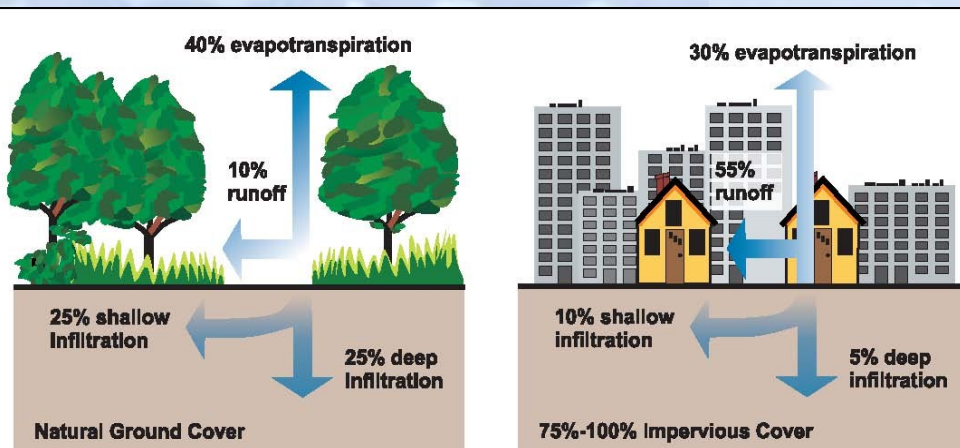 40% evapotranspiration
10%
runoff
25% shallow
Infiltration
25% deep
Infiltration
Natural Ground Cover
30% evapotranspiration
55%
runoff
10% shallow
infiltration
5% deep
infiltration
75%-100% Impervious Cover